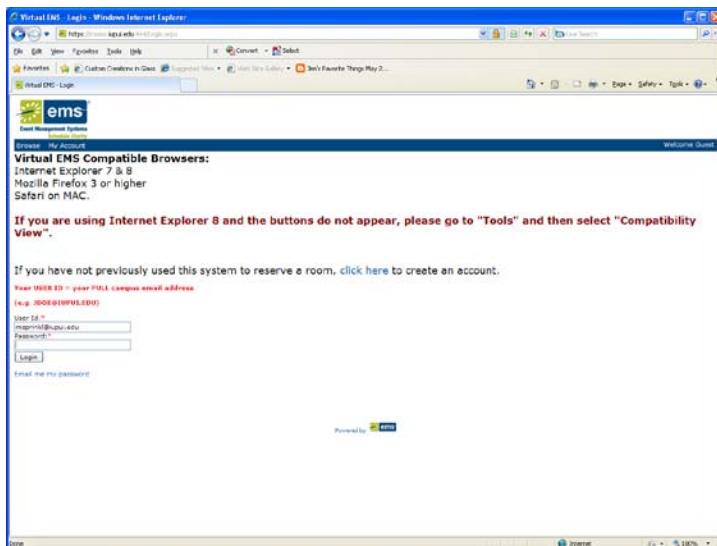 Virtual EMS - Login - Windows Internet Explorer
File Edit View Favorites Tools Help
Convert Select
Favorites
Virtual EMS - Login
Page Safety Tools
ems
Event Management Systems
Browse My Account
Welcome Guest
Virtual EMS Compatible Browsers:
Internet Explorer 7 & 8
Mozilla Firefox 3 or higher
Safari on MAC.
If you are using Internet Explorer 8 and the buttons do not appear, please go to "Tools" and then select "Compatibility
View".
If you have not previously used this system to reserve a room, click here to create an account.
Your USER ID = your FULL campus email address
(e.g. JDOE@IUPUI.EDU)
User Id:*
Password:*
Login
Email me my password
Powered by ems
Done
Internet
100%